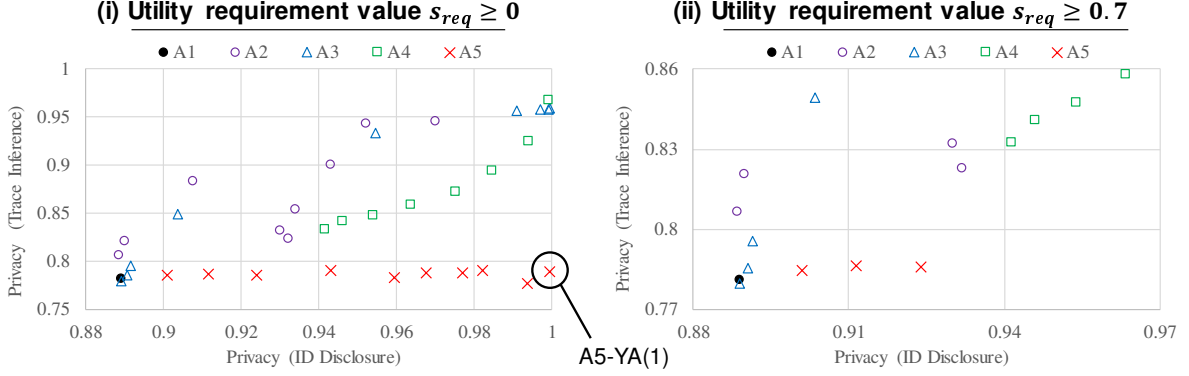 (i) Utility requirement value s_req ≥ 0
A1 A2 A3 A4 A5
1
0.95
0.9
0.85
0.8
0.75
Privacy (Trace Inference)
0.88 0.9 0.92 0.94 0.96 0.98 1
Privacy (ID Disclosure)
A5-YA(1)
(ii) Utility requirement value s_req ≥ 0.7
A1 A2 A3 A4 A5
0.86
0.83
0.8
0.77
Privacy (Trace Inference)
0.88 0.91 0.94 0.97
Privacy (ID Disclosure)